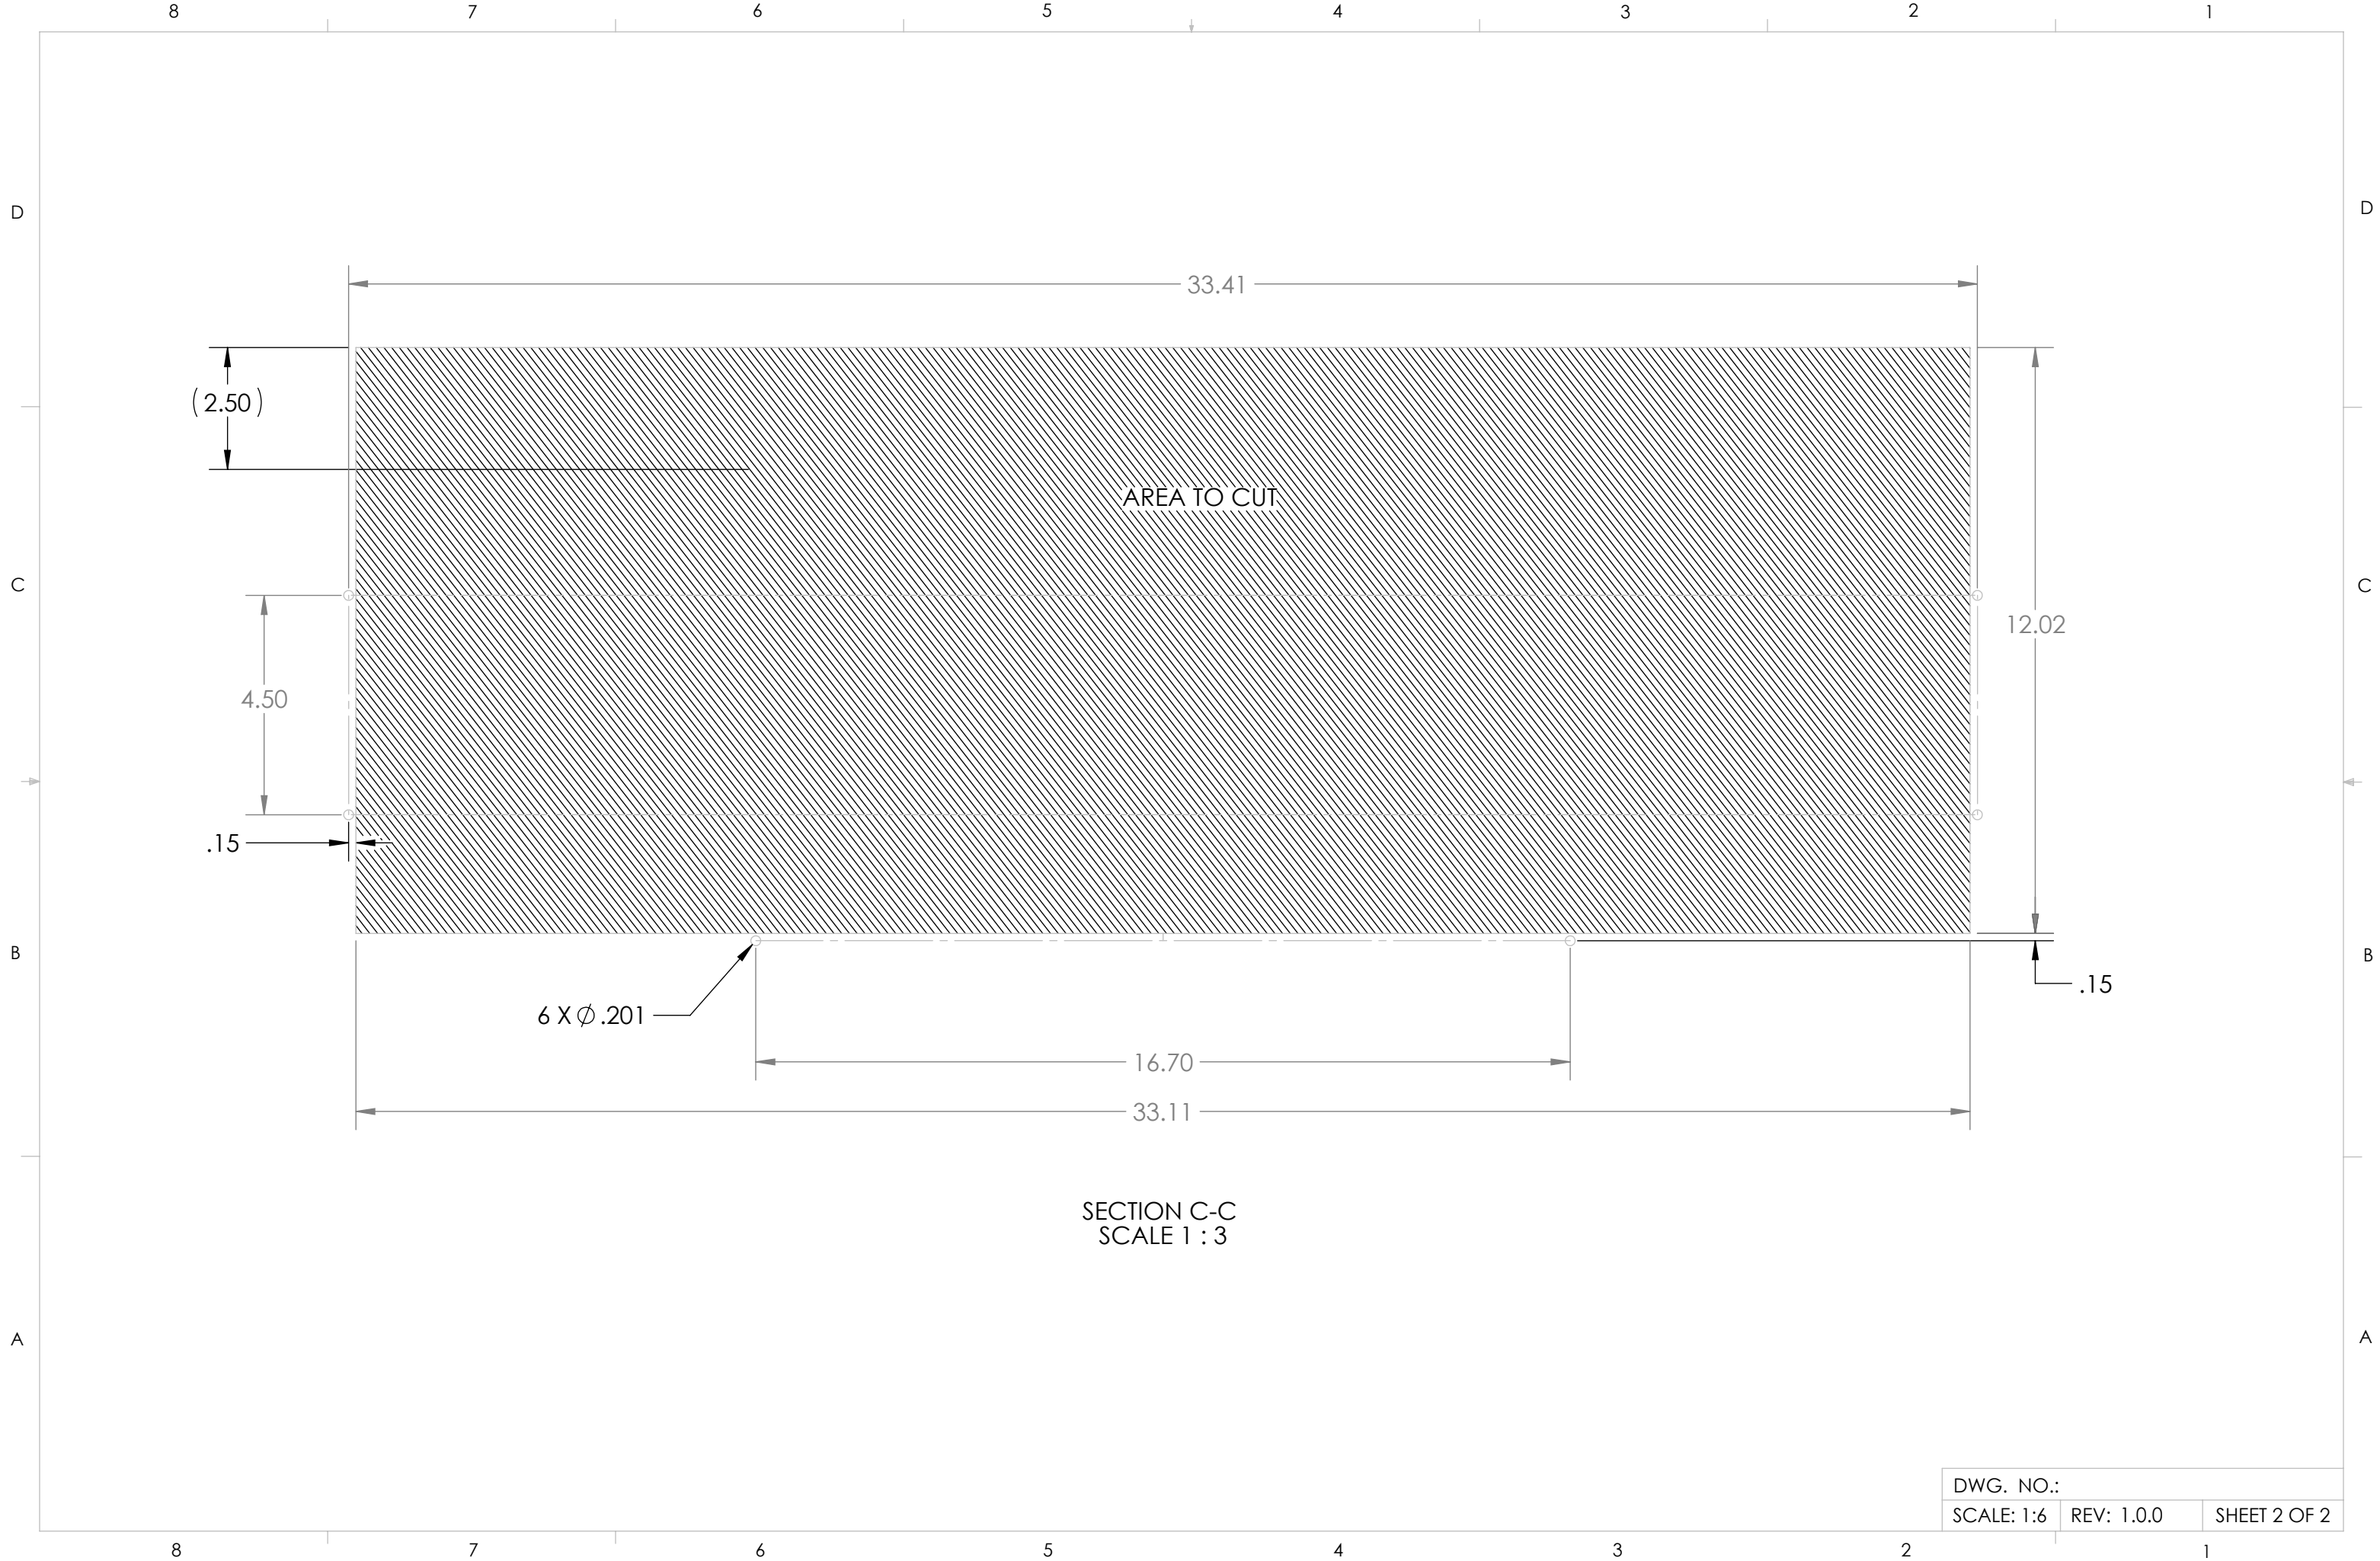 8 7 6 5 4 3 2 1
D D
33.41
(2.50)
AREA TO CUT
C C
12.02
4.50
.15
B B
.15
6 X ⌀ .201
16.70
33.11
SECTION C-C
SCALE 1 : 3
A A
DWG. NO.:
SCALE: 1:6 REV: 1.0.0 SHEET 2 OF 2
8 7 6 5 4 3 2 1